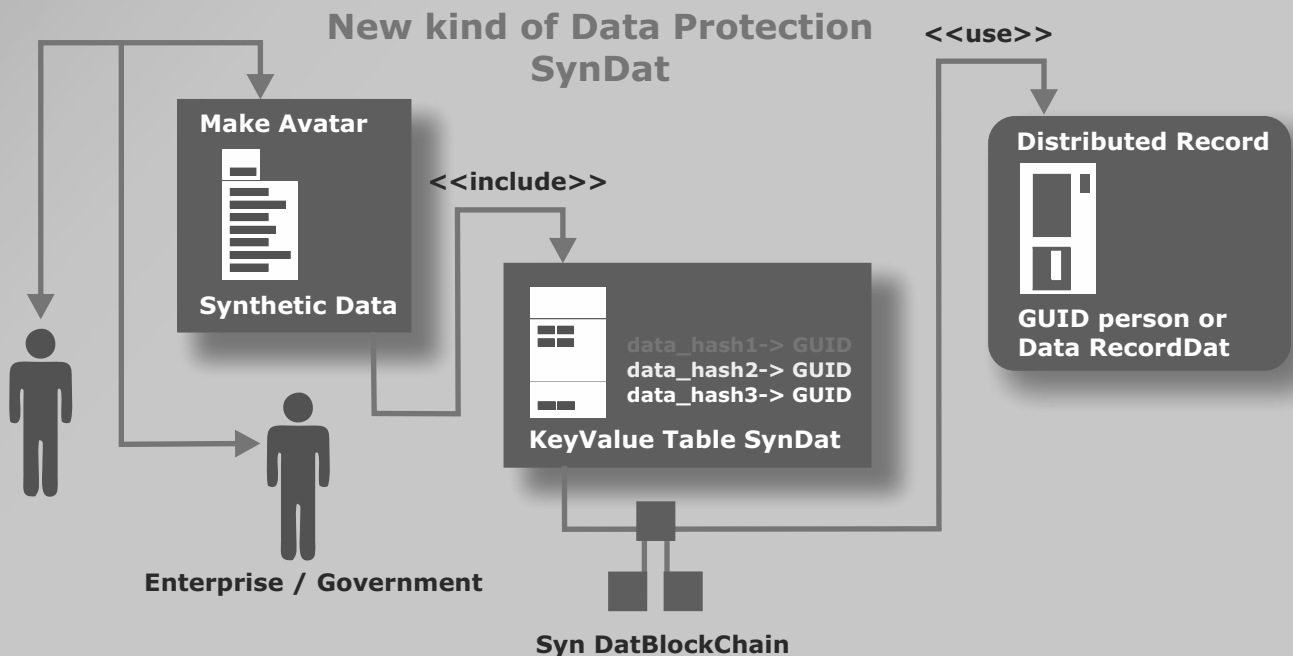 New kind of Data Protection
SynDat
<<use>>
Make Avatar
Synthetic Data
<<include>>
data_hash1-> GUID
data_hash2-> GUID
data_hash3-> GUID
KeyValue Table SynDat
Distributed Record
GUID person or
Data RecordDat
Enterprise / Government
Syn DatBlockChain